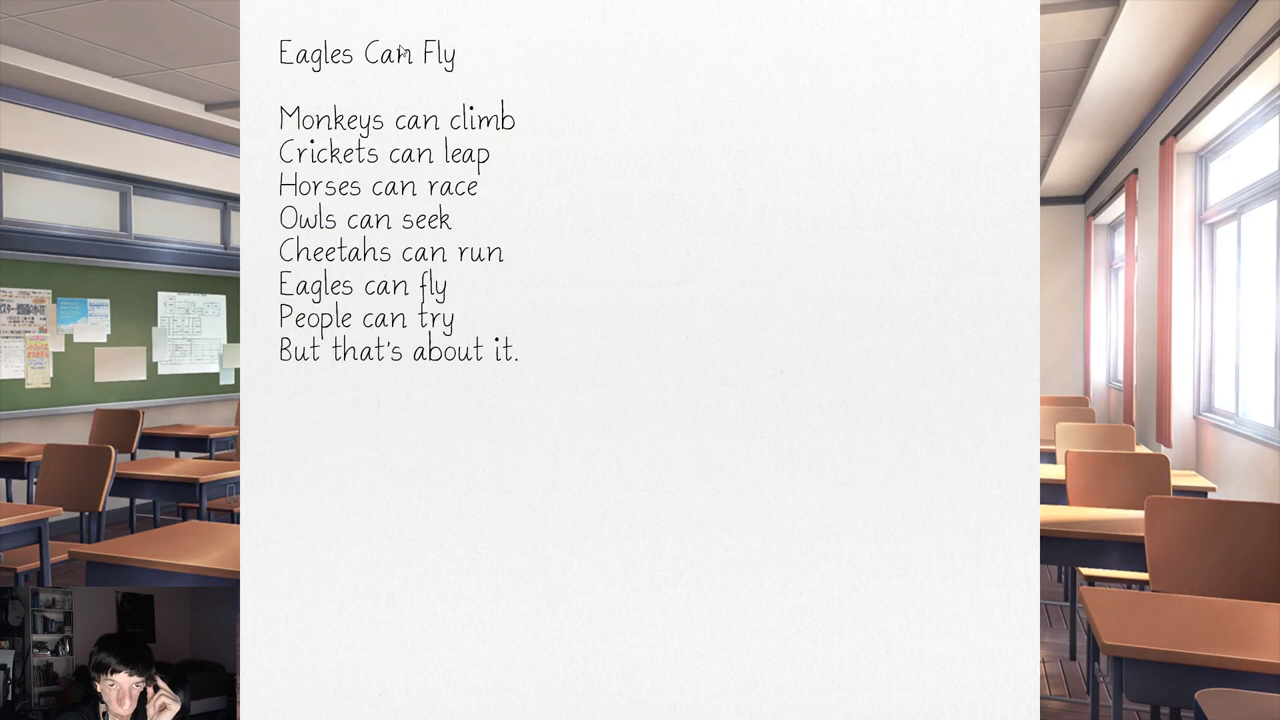 Eagles Can Fly
Monkeys can climb
Crickets can leap
Horses can race
Owls can seek
Cheetahs can run
Eagles can fly
People can try
But that's about it.